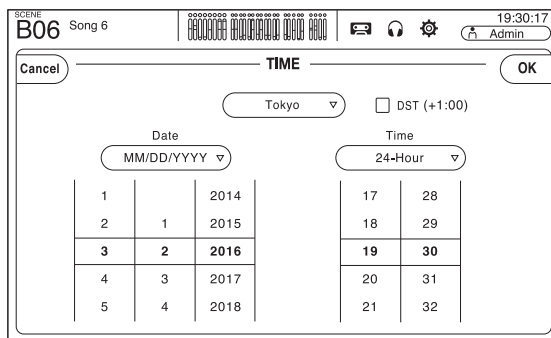 SCENE
B06 Song 6
19:30:17
Admin
Cancel
TIME
OK
Tokyo
DST (+1:00)
Date
Time
MM/DD/YYYY
24-Hour
1 2014 17 28
2 1 2015 18 29
3 2 2016 19 30
4 3 2017 20 31
5 4 2018 21 32